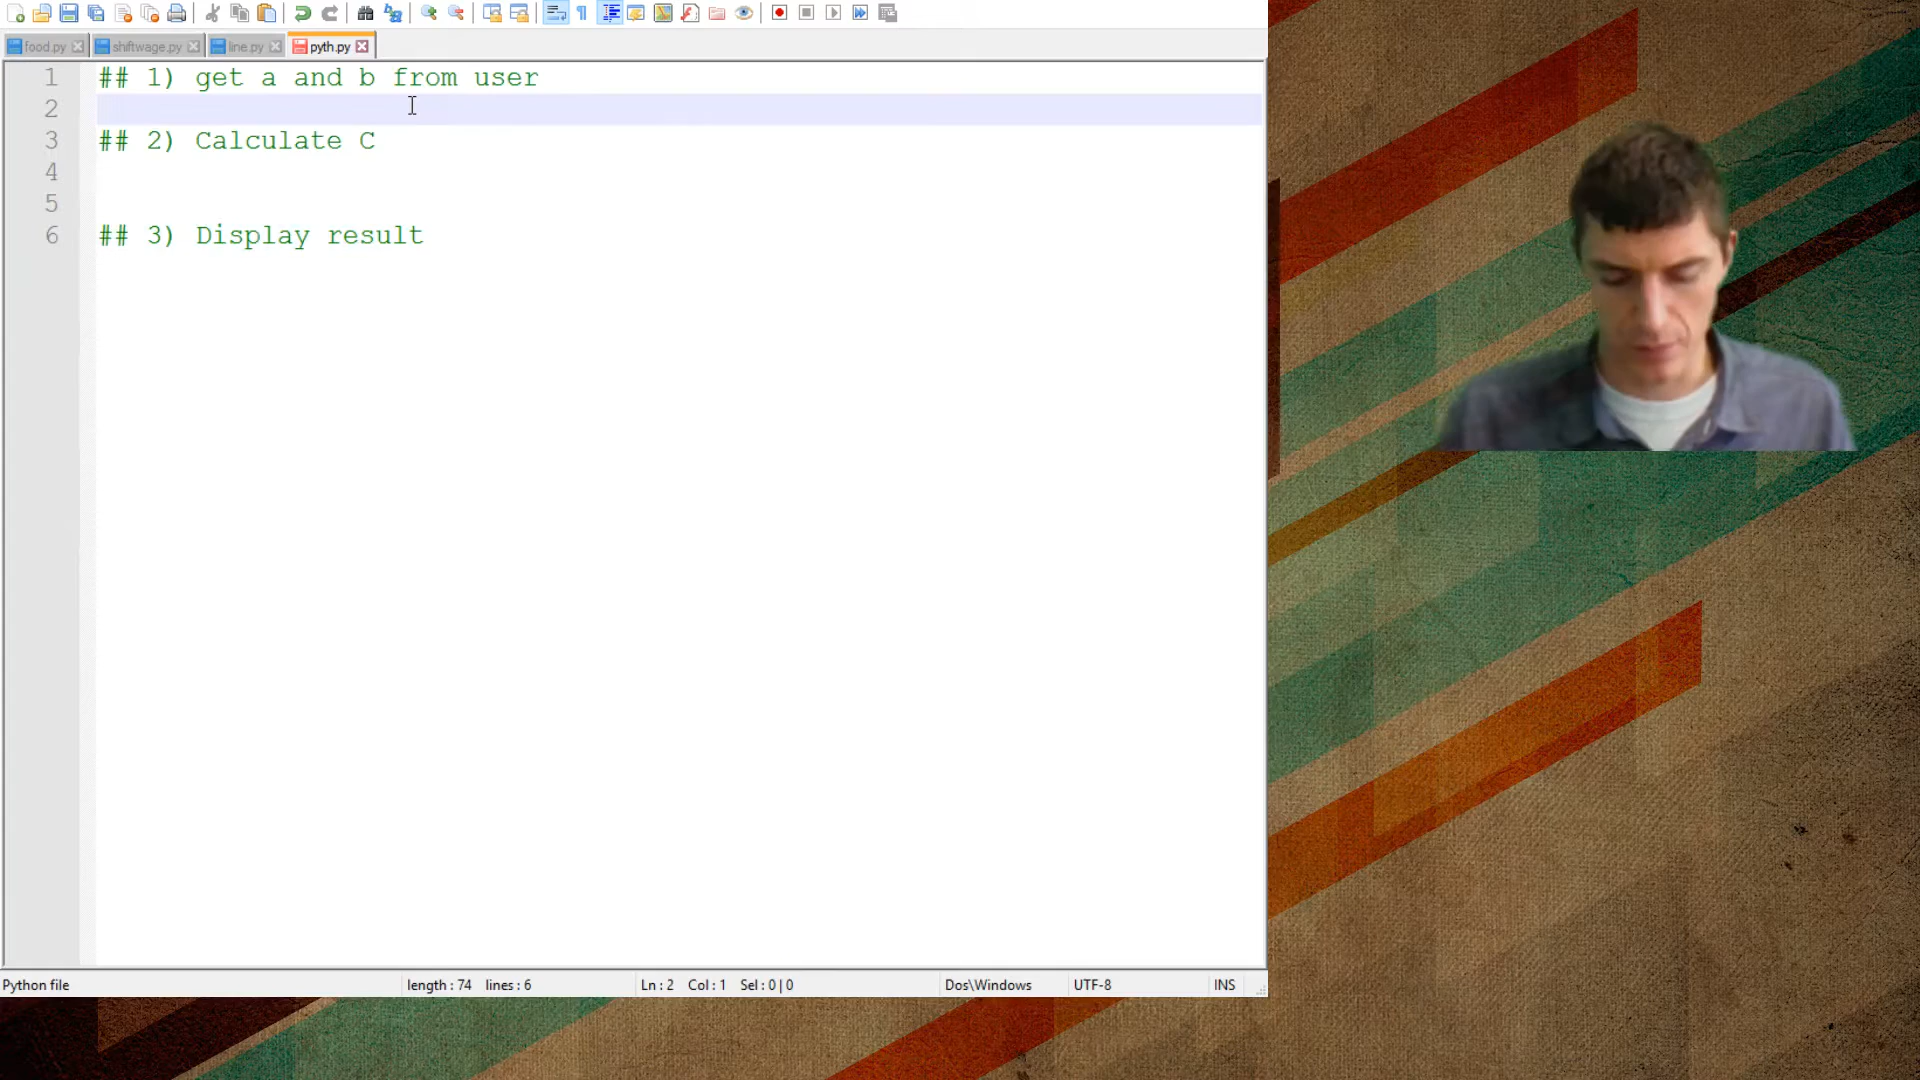 food.py shiftwage.py line.py pyth.py
1 ## 1) get a and b from user
2
3 ## 2) Calculate C
4
5
6 ## 3) Display result
Python file length : 74 lines : 6 Ln : 2 Col : 1 Sel : 0 | 0 Dos\Windows UTF-8 INS